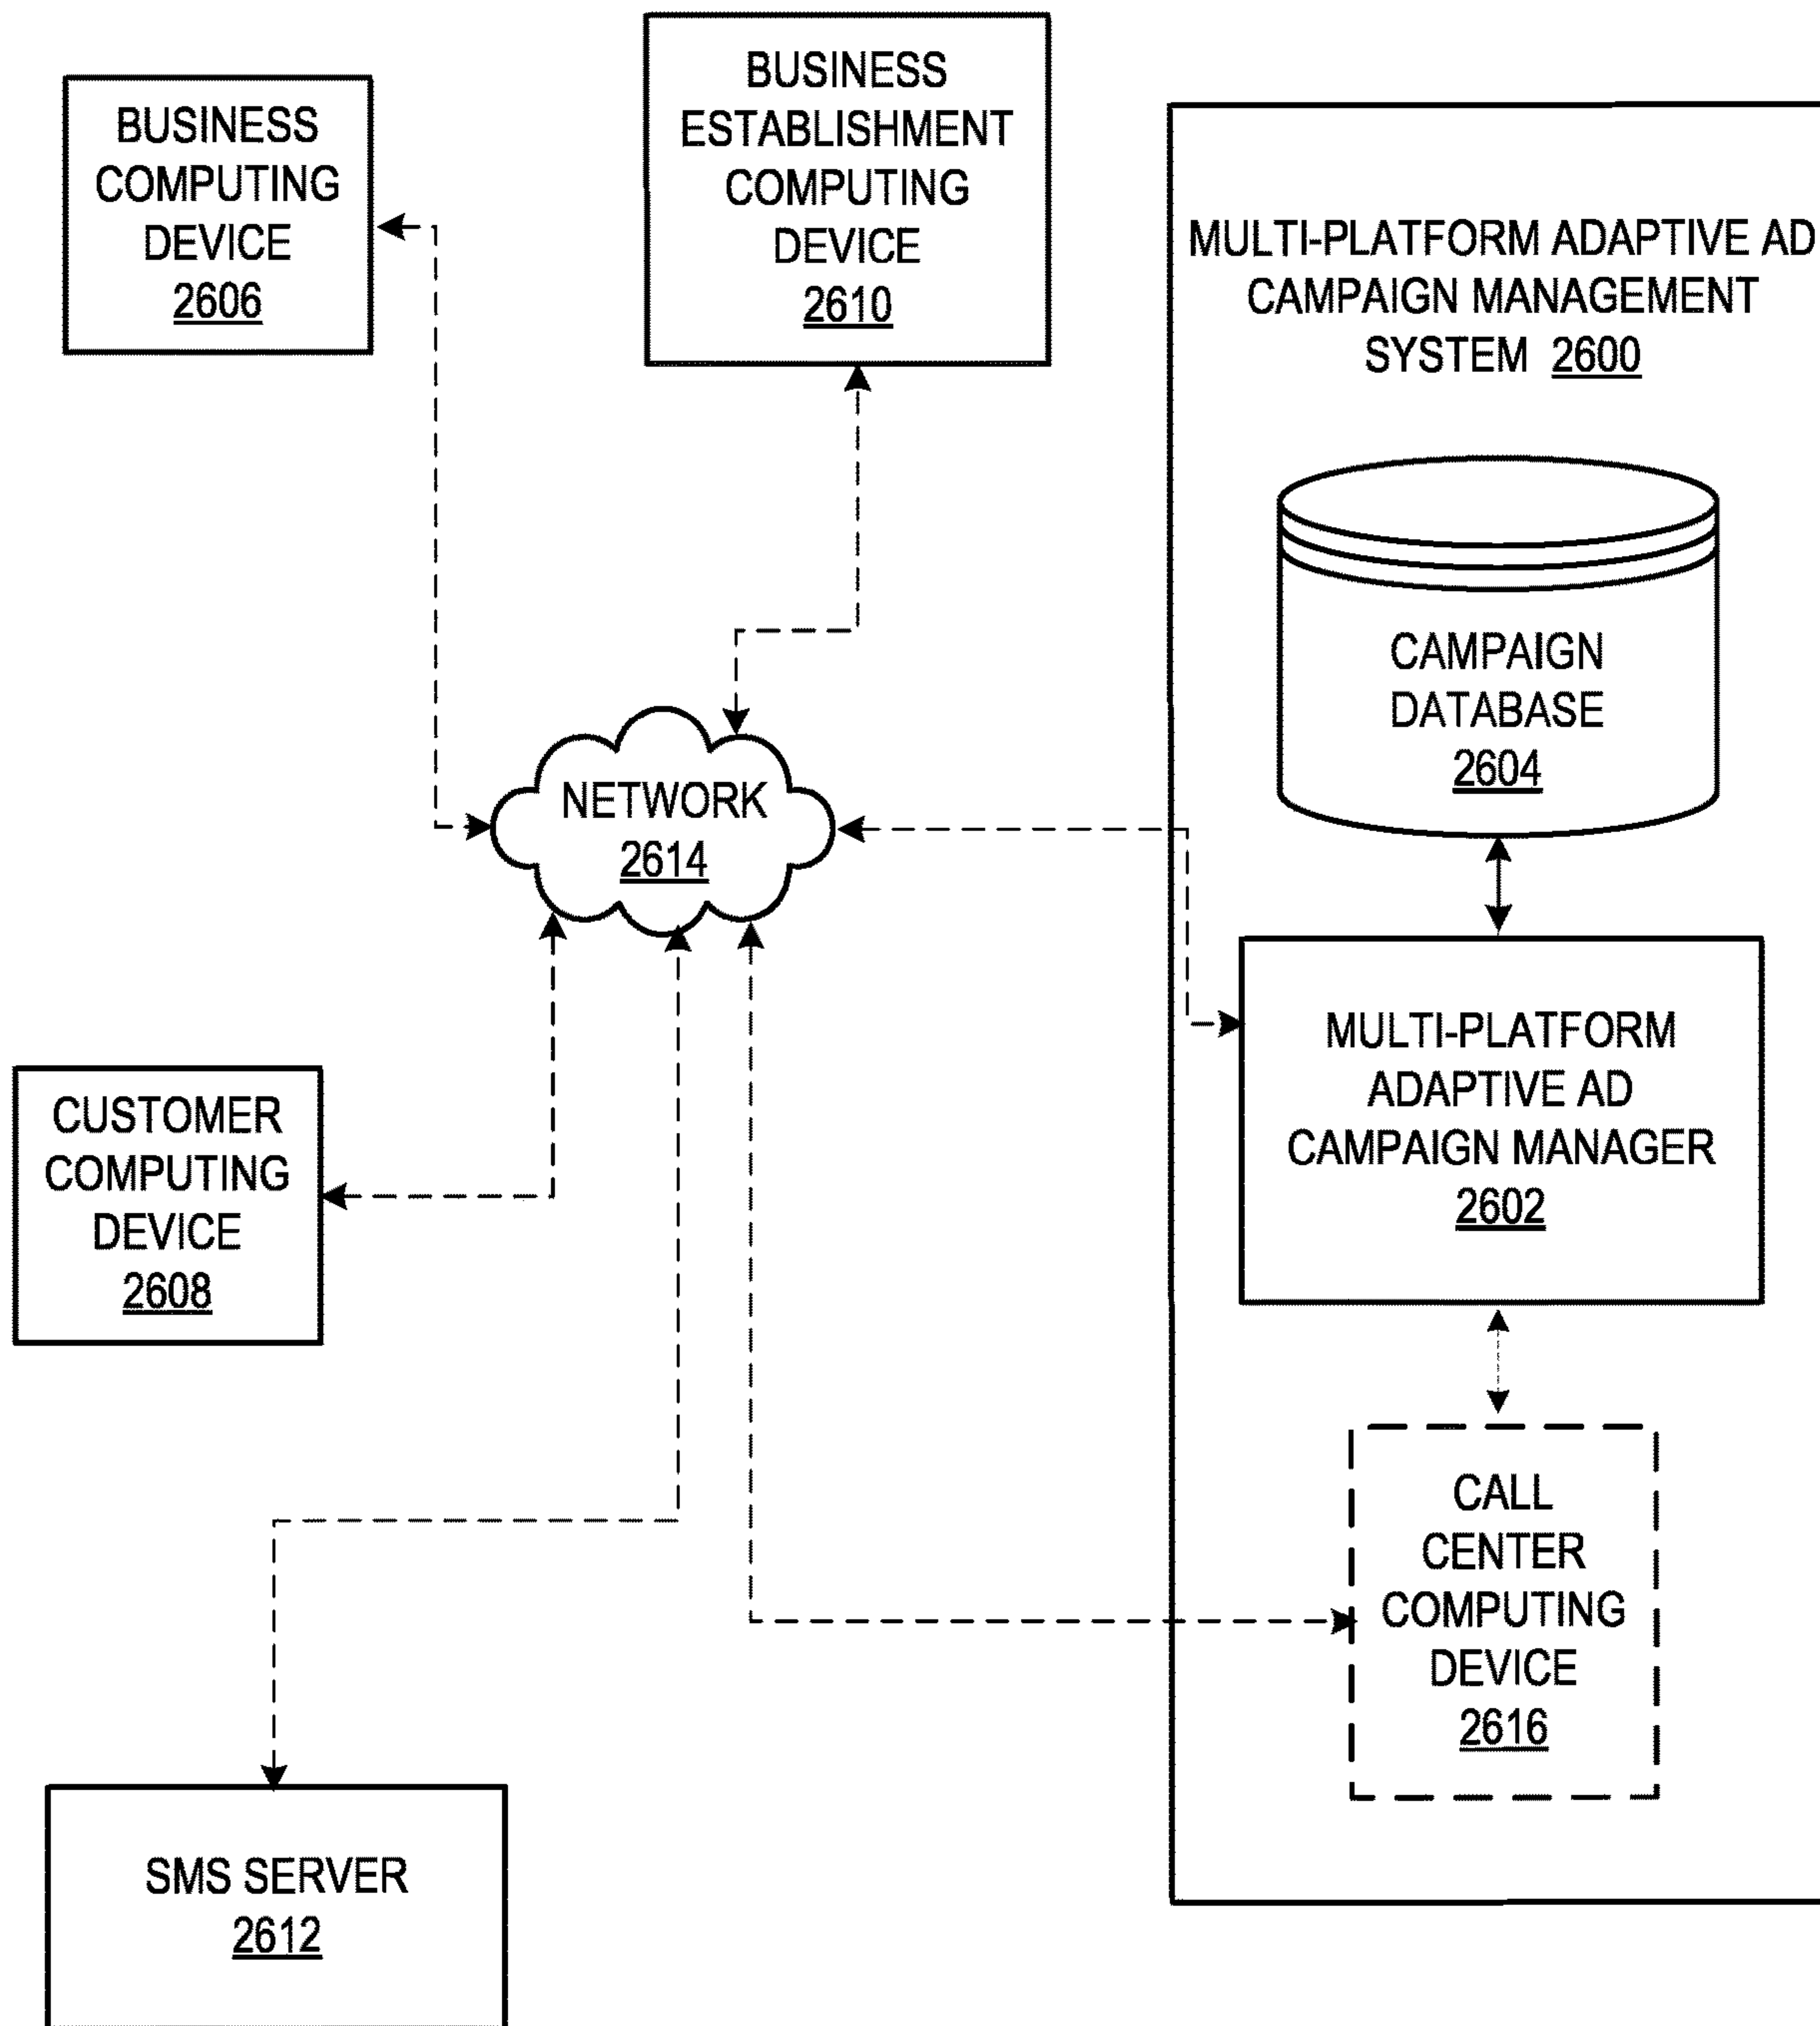 BUSINESS
COMPUTING
DEVICE
2606
BUSINESS
ESTABLISHMENT
COMPUTING
DEVICE
2610
MULTI-PLATFORM ADAPTIVE AD
CAMPAIGN MANAGEMENT
SYSTEM 2600
CAMPAIGN
DATABASE
2604
NETWORK
2614
MULTI-PLATFORM
ADAPTIVE AD
CAMPAIGN MANAGER
2602
CUSTOMER
COMPUTING
DEVICE
2608
CALL
CENTER
COMPUTING
DEVICE
2616
SMS SERVER
2612